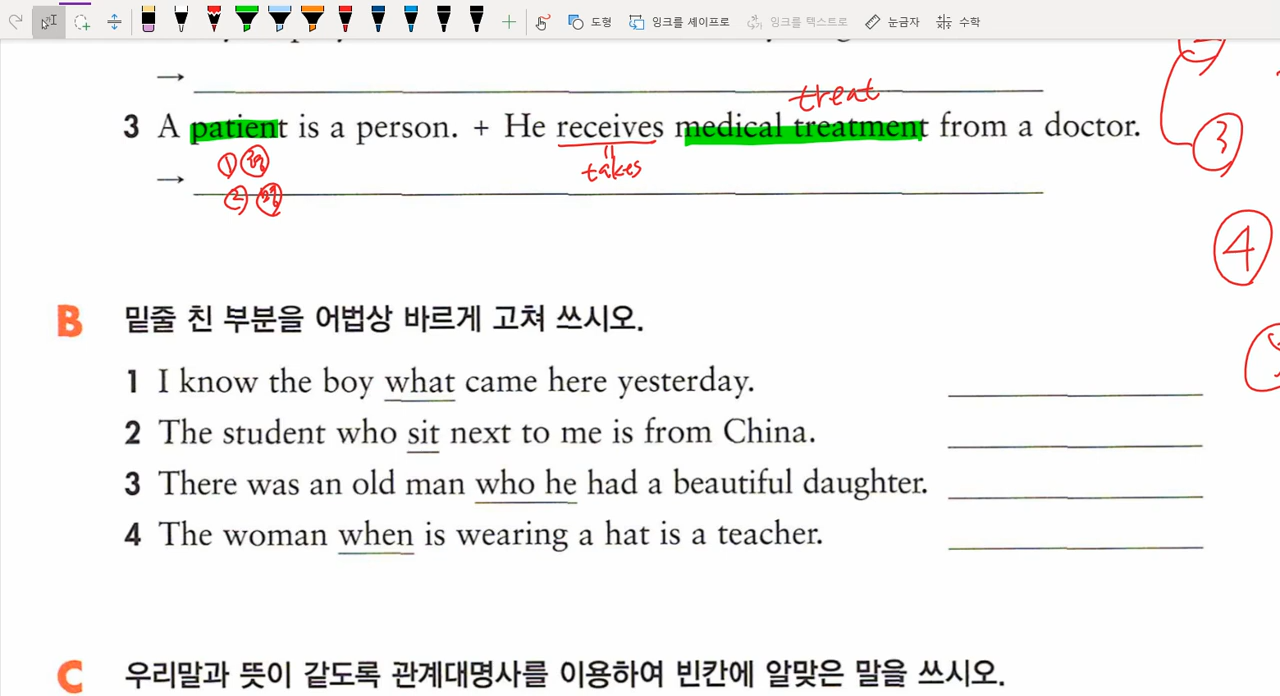 도형 잉크를 셰이프로 잉크를 텍스트로 눈금자 수학
treat
3 A patient is a person. + He receives medical treatment from a doctor.
① 형
takes
→
②
③
④
B 밑줄 친 부분을 어법상 바르게 고쳐 쓰시오.
1 I know the boy what came here yesterday.
2 The student who sit next to me is from China.
3 There was an old man who he had a beautiful daughter.
4 The woman when is wearing a hat is a teacher.
C 우리말과 뜻이 같도록 관계대명사를 이용하여 빈칸에 알맞은 말을 쓰시오.